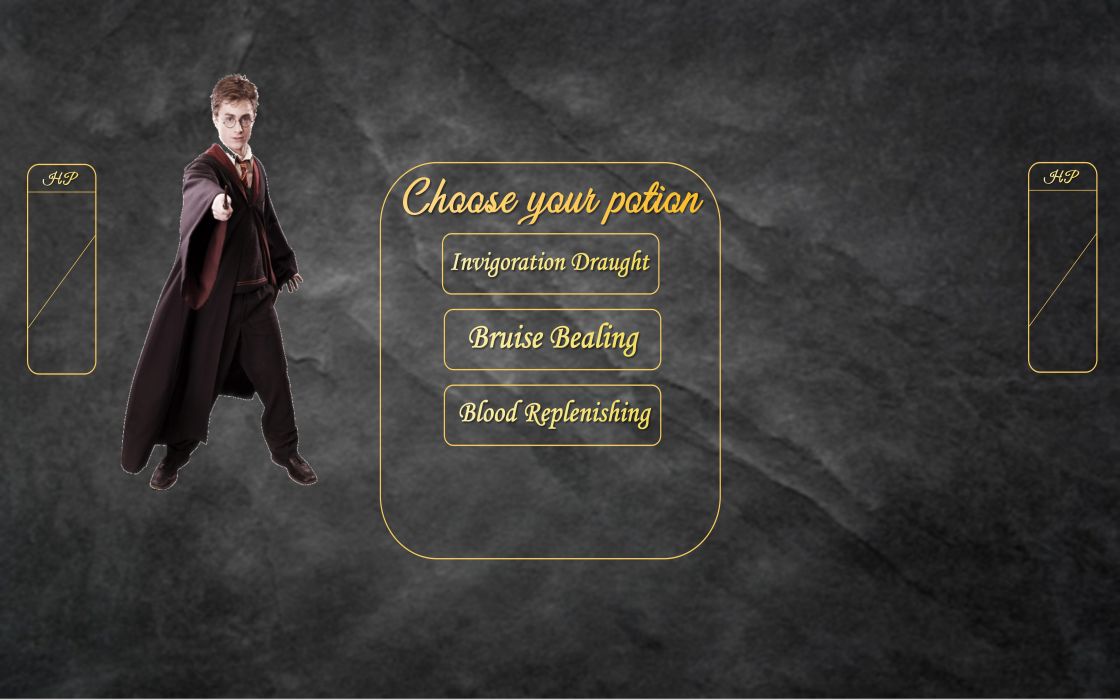 HP
HP
Choose your potion
Invigoration Draught
Bruise Bealing
Blood Replenishing